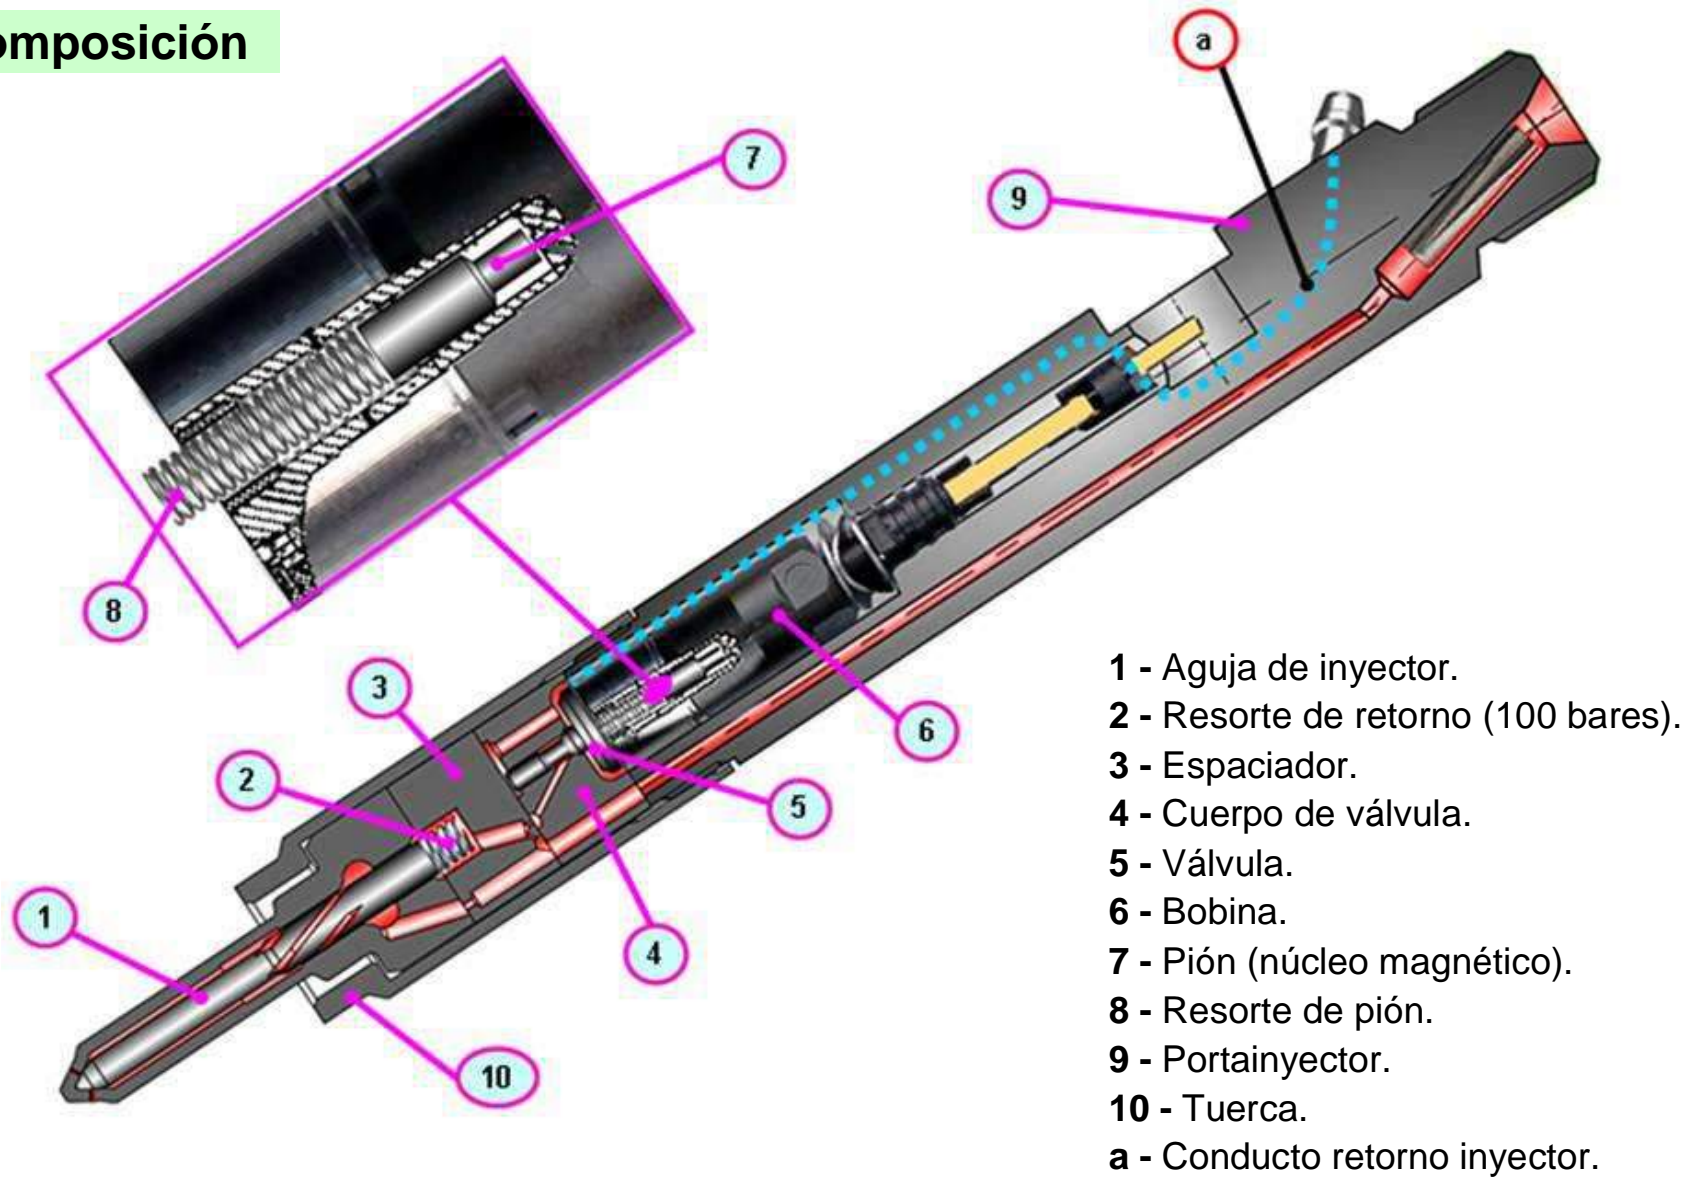 omposición
a
7
9
8
3
6
2
5
1
4
10
1 - Aguja de inyector.
2 - Resorte de retorno (100 bares).
3 - Espaciador.
4 - Cuerpo de válvula.
5 - Válvula.
6 - Bobina.
7 - Pión (núcleo magnético).
8 - Resorte de pión.
9 - Portainyector.
10 - Tuerca.
a - Conducto retorno inyector.